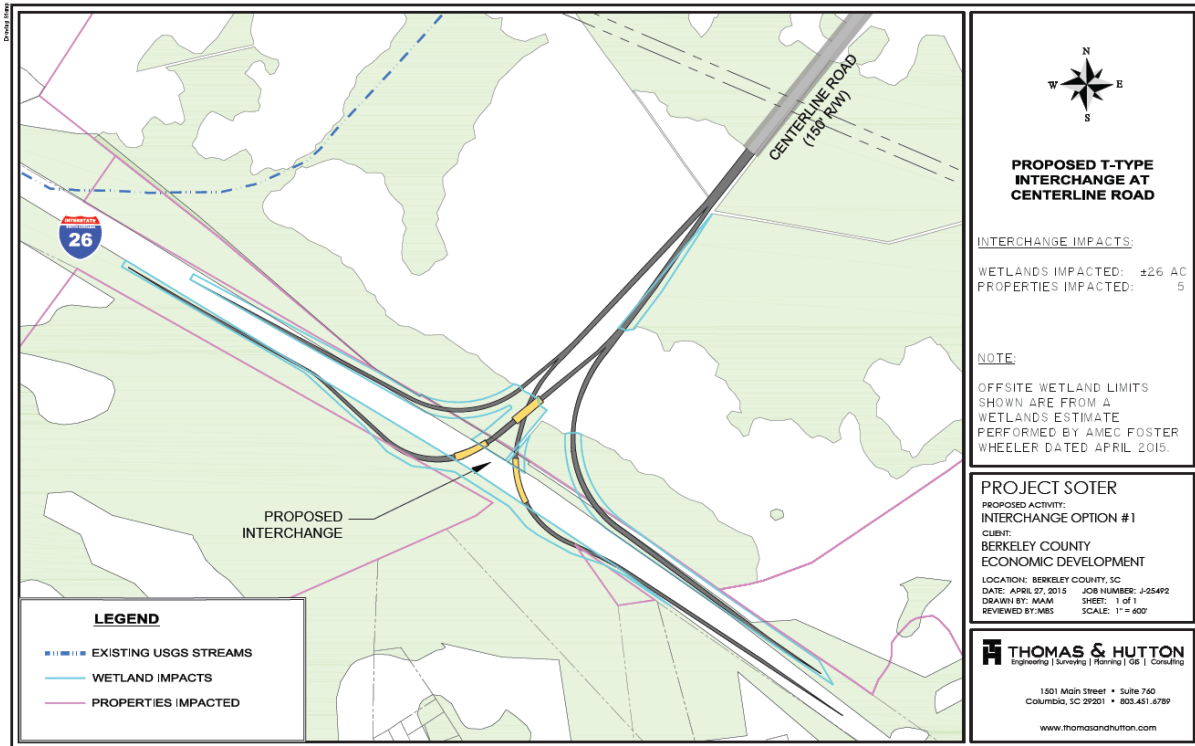 Drawing Name:
N
W
E
S
PROPOSED T-TYPE
INTERCHANGE AT
CENTERLINE ROAD
INTERCHANGE IMPACTS:
WETLANDS IMPACTED: ±26 AC
PROPERTIES IMPACTED: 5
NOTE:
OFFSITE WETLAND LIMITS
SHOWN ARE FROM A
WETLANDS ESTIMATE
PERFORMED BY AMEC FOSTER
WHEELER DATED APRIL 2015.
CENTERLINE ROAD
(150' R/W)
INTERSTATE
SOUTH CAROLINA
26
PROPOSED
INTERCHANGE
LEGEND
EXISTING USGS STREAMS
WETLAND IMPACTS
PROPERTIES IMPACTED
PROJECT SOTER
PROPOSED ACTIVITY:
INTERCHANGE OPTION #1
CLIENT:
BERKELEY COUNTY
ECONOMIC DEVELOPMENT
LOCATION: BERKELEY COUNTY, SC
DATE: APRIL 27, 2015 JOB NUMBER: J-25492
DRAWN BY: MAM SHEET: 1 of 1
REVIEWED BY:MBS SCALE: 1" = 600'
THOMAS & HUTTON
Engineering | Surveying | Planning | GIS | Consulting
1501 Main Street • Suite 760
Columbia, SC 29201 • 803.451.6789
www.thomasandhutton.com